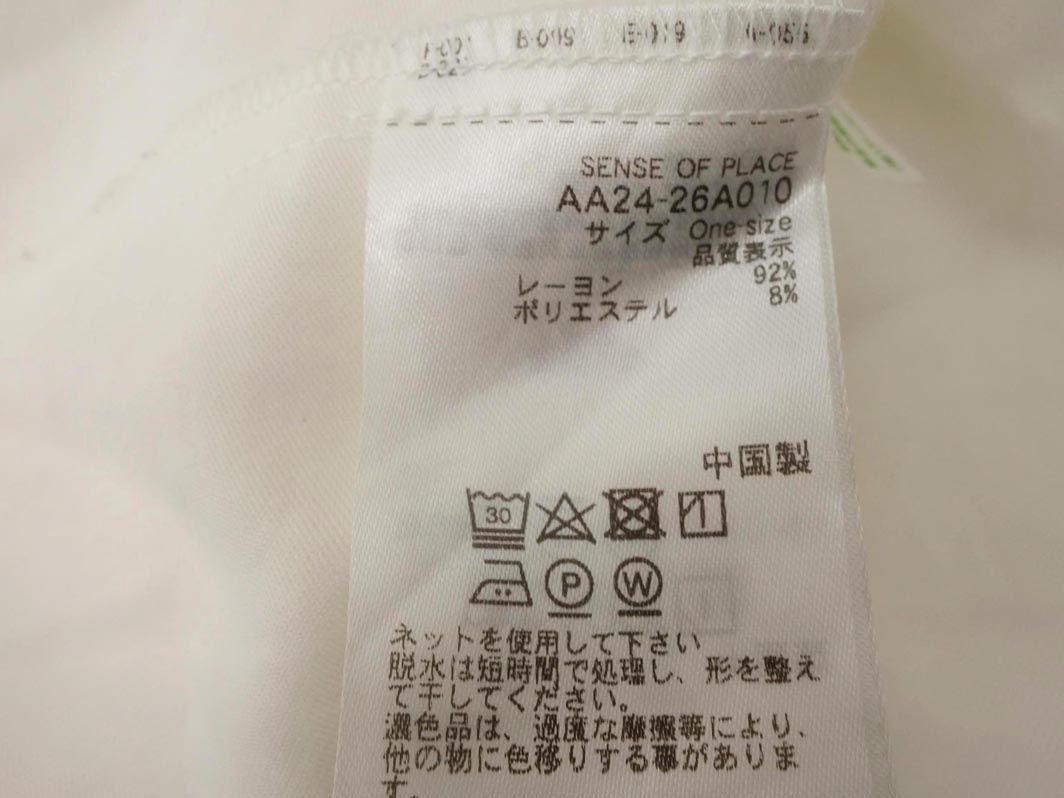 B-099 E-019
SENSE OF PLACE
AA24-26A010
サイズ One-size
品質表示
レーヨン 92%
ポリエステル 8%
中国製
30
P W
ネットを使用して下さい
脱水は短時間で処理し、形を整え
て干してください。
濃色品は、過度な摩擦等により、
他の物に色移りする事がありま
す。